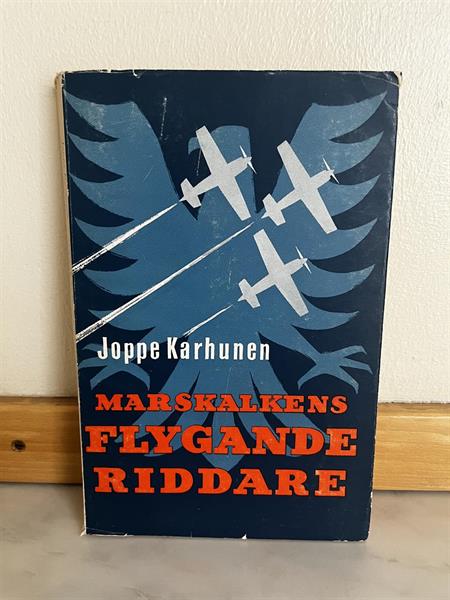 Joppe Karhunen
MARSKALKENS
FLYGANDE
RIDDARE